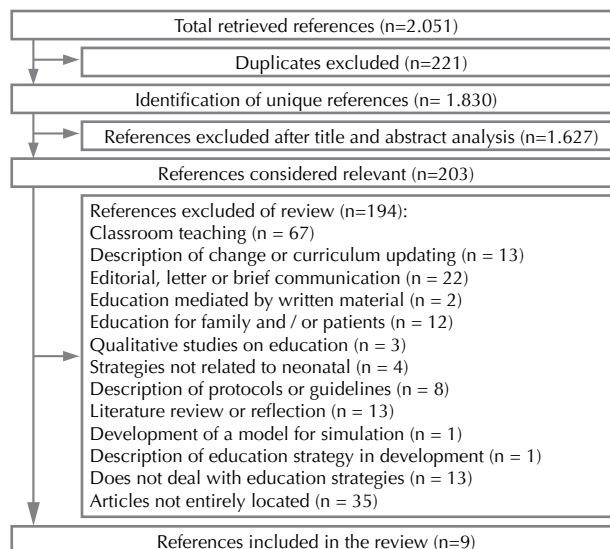 Total retrieved references (n=2.051)
Duplicates excluded (n=221)
Identification of unique references (n= 1.830)
References excluded after title and abstract analysis (n=1.627)
References considered relevant (n=203)
References excluded of review (n=194):
Classroom teaching (n = 67)
Description of change or curriculum updating (n = 13)
Editorial, letter or brief communication (n = 22)
Education mediated by written material (n = 2)
Education for family and / or patients (n = 12)
Qualitative studies on education (n = 3)
Strategies not related to neonatal (n = 4)
Description of protocols or guidelines (n = 8)
Literature review or reflection (n = 13)
Development of a model for simulation (n = 1)
Description of education strategy in development (n = 1)
Does not deal with education strategies (n = 13)
Articles not entirely located (n = 35)
References included in the review (n=9)